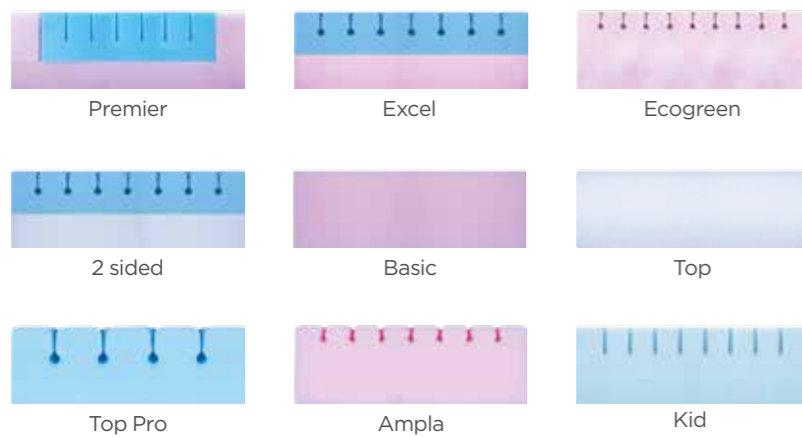 Premier
Excel
Ecogreen
2 sided
Basic
Top
Top Pro
Ampla
Kid